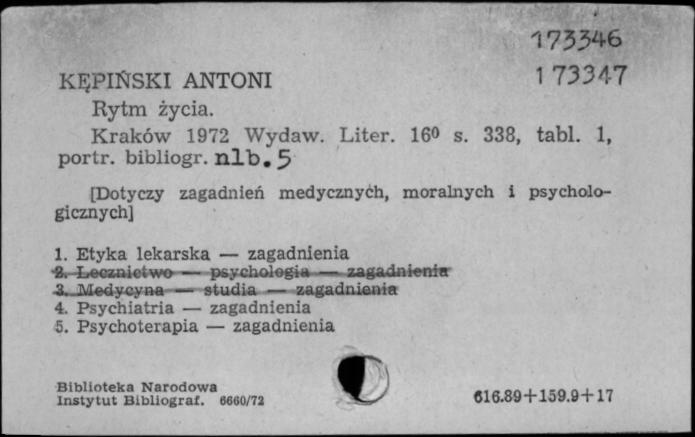 173346
KĘPIŃSKI ANTONI 173347
Rytm życia.
Kraków 1972 Wydaw. Liter. 16⁰ s. 338, tabl. 1,
portr. bibliogr. nlb. 5
[Dotyczy zagadnień medycznych, moralnych i psycholo-
gicznych]
1. Etyka lekarska — zagadnienia
2. Lecznictwo — psychologia — zagadnienia
3. Medycyna — studia — zagadnienia
4. Psychiatria — zagadnienia
5. Psychoterapia — zagadnienia
Biblioteka Narodowa
Instytut Bibliograf. 6660/72 616.89+159.9+17